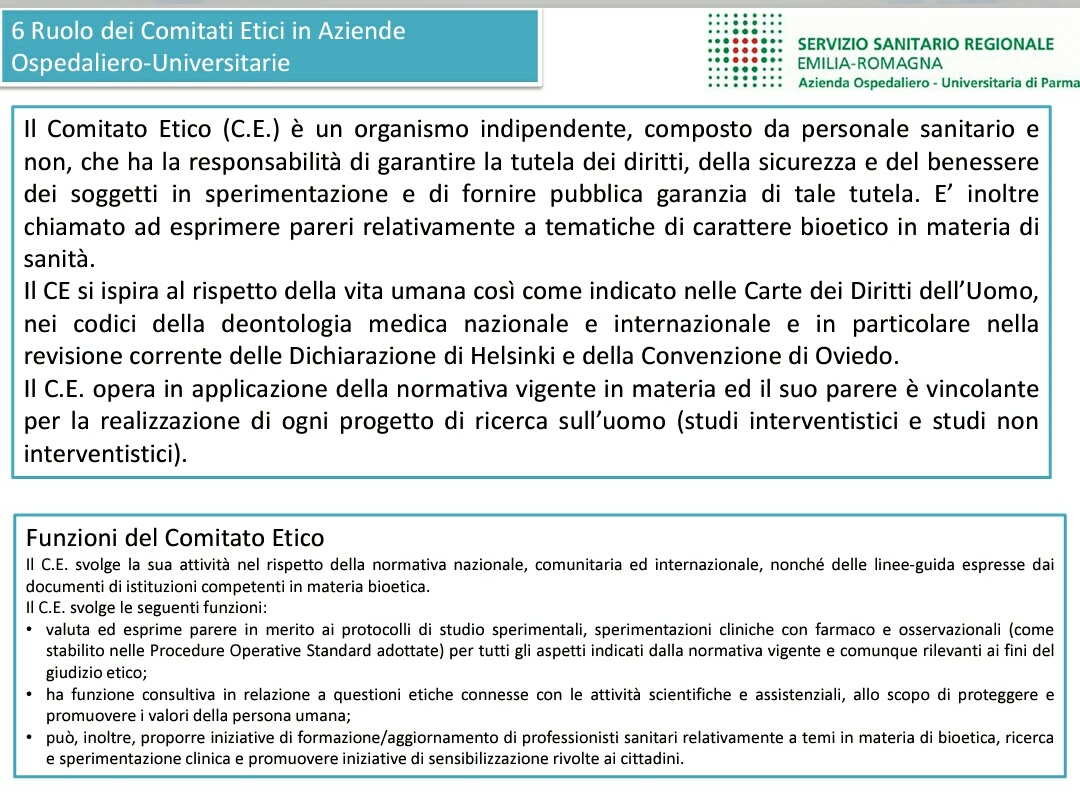 6 Ruolo dei Comitati Etici in Aziende
Ospedaliero-Universitarie
SERVIZIO SANITARIO REGIONALE
EMILIA-ROMAGNA
Azienda Ospedaliero - Universitaria di Parma
Il Comitato Etico (C.E.) è un organismo indipendente, composto da personale sanitario e
non, che ha la responsabilità di garantire la tutela dei diritti, della sicurezza e del benessere
dei soggetti in sperimentazione e di fornire pubblica garanzia di tale tutela. E’ inoltre
chiamato ad esprimere pareri relativamente a tematiche di carattere bioetico in materia di
sanità.
Il CE si ispira al rispetto della vita umana così come indicato nelle Carte dei Diritti dell’Uomo,
nei codici della deontologia medica nazionale e internazionale e in particolare nella
revisione corrente delle Dichiarazione di Helsinki e della Convenzione di Oviedo.
Il C.E. opera in applicazione della normativa vigente in materia ed il suo parere è vincolante
per la realizzazione di ogni progetto di ricerca sull’uomo (studi interventistici e studi non
interventistici).
Funzioni del Comitato Etico
Il C.E. svolge la sua attività nel rispetto della normativa nazionale, comunitaria ed internazionale, nonché delle linee-guida espresse dai
documenti di istituzioni competenti in materia bioetica.
Il C.E. svolge le seguenti funzioni:
• valuta ed esprime parere in merito ai protocolli di studio sperimentali, sperimentazioni cliniche con farmaco e osservazionali (come
stabilito nelle Procedure Operative Standard adottate) per tutti gli aspetti indicati dalla normativa vigente e comunque rilevanti ai fini del
giudizio etico;
• ha funzione consultiva in relazione a questioni etiche connesse con le attività scientifiche e assistenziali, allo scopo di proteggere e
promuovere i valori della persona umana;
• può, inoltre, proporre iniziative di formazione/aggiornamento di professionisti sanitari relativamente a temi in materia di bioetica, ricerca
e sperimentazione clinica e promuovere iniziative di sensibilizzazione rivolte ai cittadini.